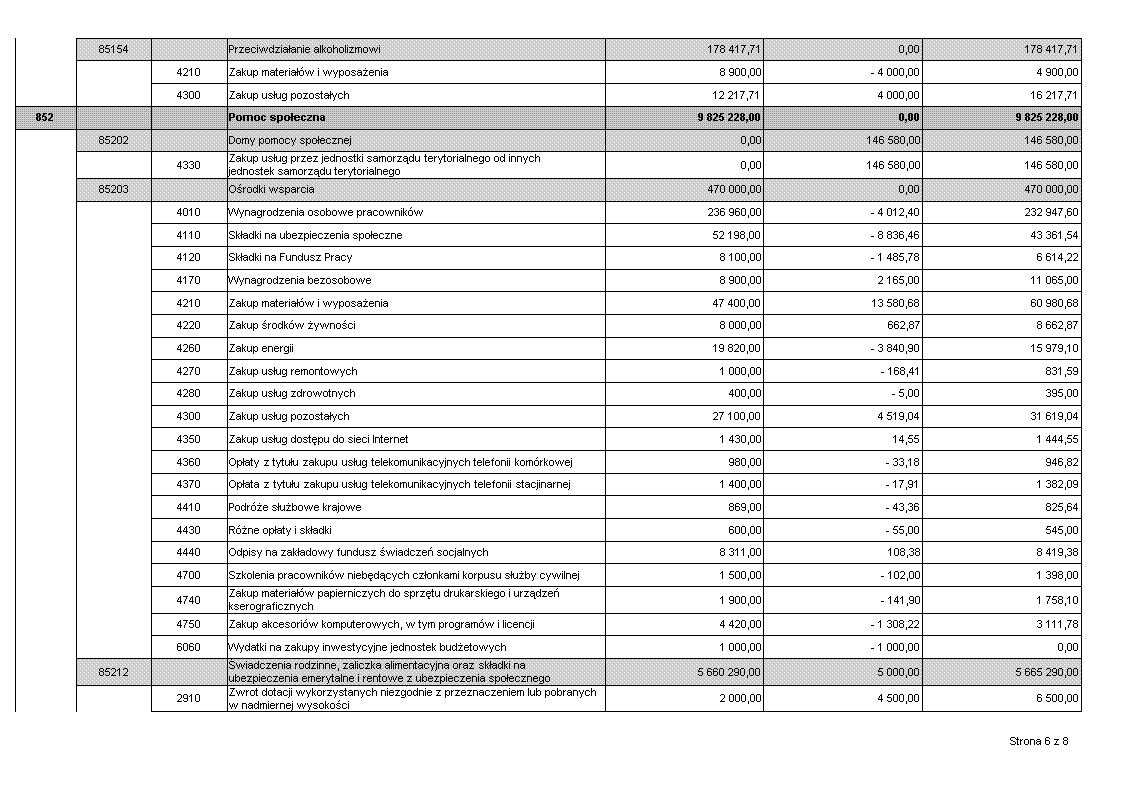 85154 Przeciwdziałanie alkoholizmowi 178 417,71 0,00 178 417,71
4210 Zakup materiałów i wyposażenia 8 900,00 - 4 000,00 4 900,00
4300 Zakup usług pozostałych 12 217,71 4 000,00 16 217,71
852 Pomoc społeczna 9 825 228,00 0,00 9 825 228,00
85202 Domy pomocy społecznej 0,00 146 580,00 146 580,00
4330 Zakup usług przez jednostki samorządu terytorialnego od innych
jednostek samorządu terytorialnego 0,00 146 580,00 146 580,00
85203 Ośrodki wsparcia 470 000,00 0,00 470 000,00
4010 Wynagrodzenia osobowe pracowników 236 960,00 - 4 012,40 232 947,60
4110 Składki na ubezpieczenia społeczne 52 198,00 - 8 836,46 43 361,54
4120 Składki na Fundusz Pracy 8 100,00 - 1 485,78 6 614,22
4170 Wynagrodzenia bezosobowe 8 900,00 2 165,00 11 065,00
4210 Zakup materiałów i wyposażenia 47 400,00 13 580,68 60 980,68
4220 Zakup środków żywności 8 000,00 662,87 8 662,87
4260 Zakup energii 19 820,00 - 3 840,90 15 979,10
4270 Zakup usług remontowych 1 000,00 - 168,41 831,59
4280 Zakup usług zdrowotnych 400,00 - 5,00 395,00
4300 Zakup usług pozostałych 27 100,00 4 519,04 31 619,04
4350 Zakup usług dostępu do sieci Internet 1 430,00 14,55 1 444,55
4360 Opłaty z tytułu zakupu usług telekomunikacyjnych telefonii komórkowej 980,00 - 33,18 946,82
4370 Opłata z tytułu zakupu usług telekomunikacyjnych telefonii stacjinarnej 1 400,00 - 17,91 1 382,09
4410 Podróże służbowe krajowe 869,00 - 43,36 825,64
4430 Różne opłaty i składki 600,00 - 55,00 545,00
4440 Odpisy na zakładowy fundusz świadczeń socjalnych 8 311,00 108,38 8 419,38
4700 Szkolenia pracowników niebędących członkami korpusu służby cywilnej 1 500,00 - 102,00 1 398,00
4740 Zakup materiałów papierniczych do sprzętu drukarskiego i urządzeń
kserograficznych 1 900,00 - 141,90 1 758,10
4750 Zakup akcesoriów komputerowych, w tym programów i licencji 4 420,00 - 1 308,22 3 111,78
6060 Wydatki na zakupy inwestycyjne jednostek budżetowych 1 000,00 - 1 000,00 0,00
85212 Świadczenia rodzinne, zaliczka alimentacyjna oraz składki na
ubezpieczenia emerytalne i rentowe z ubezpieczenia społecznego 5 660 290,00 5 000,00 5 665 290,00
2910 Zwrot dotacji wykorzystanych niezgodnie z przeznaczeniem lub pobranych
w nadmiernej wysokości 2 000,00 4 500,00 6 500,00
Strona 6 z 8